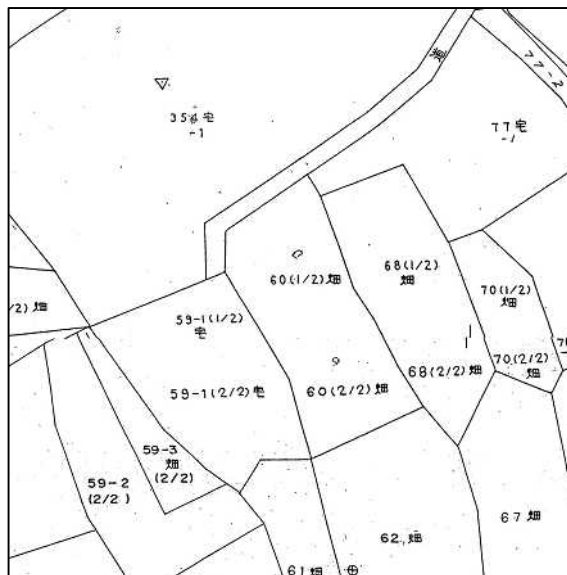 道
77-2
35 宅
-1
77宅
-1
60(1/2)畑
68(1/2)
畑
70(1/2)
畑
/2) 畑
59-1(1/2)
宅
70(2/2)
畑
59-1(2/2)宅
60(2/2)畑
68(2/2)畑
59-3
畑
(2/2)
59-2
(2/2)
67畑
62畑
61畑